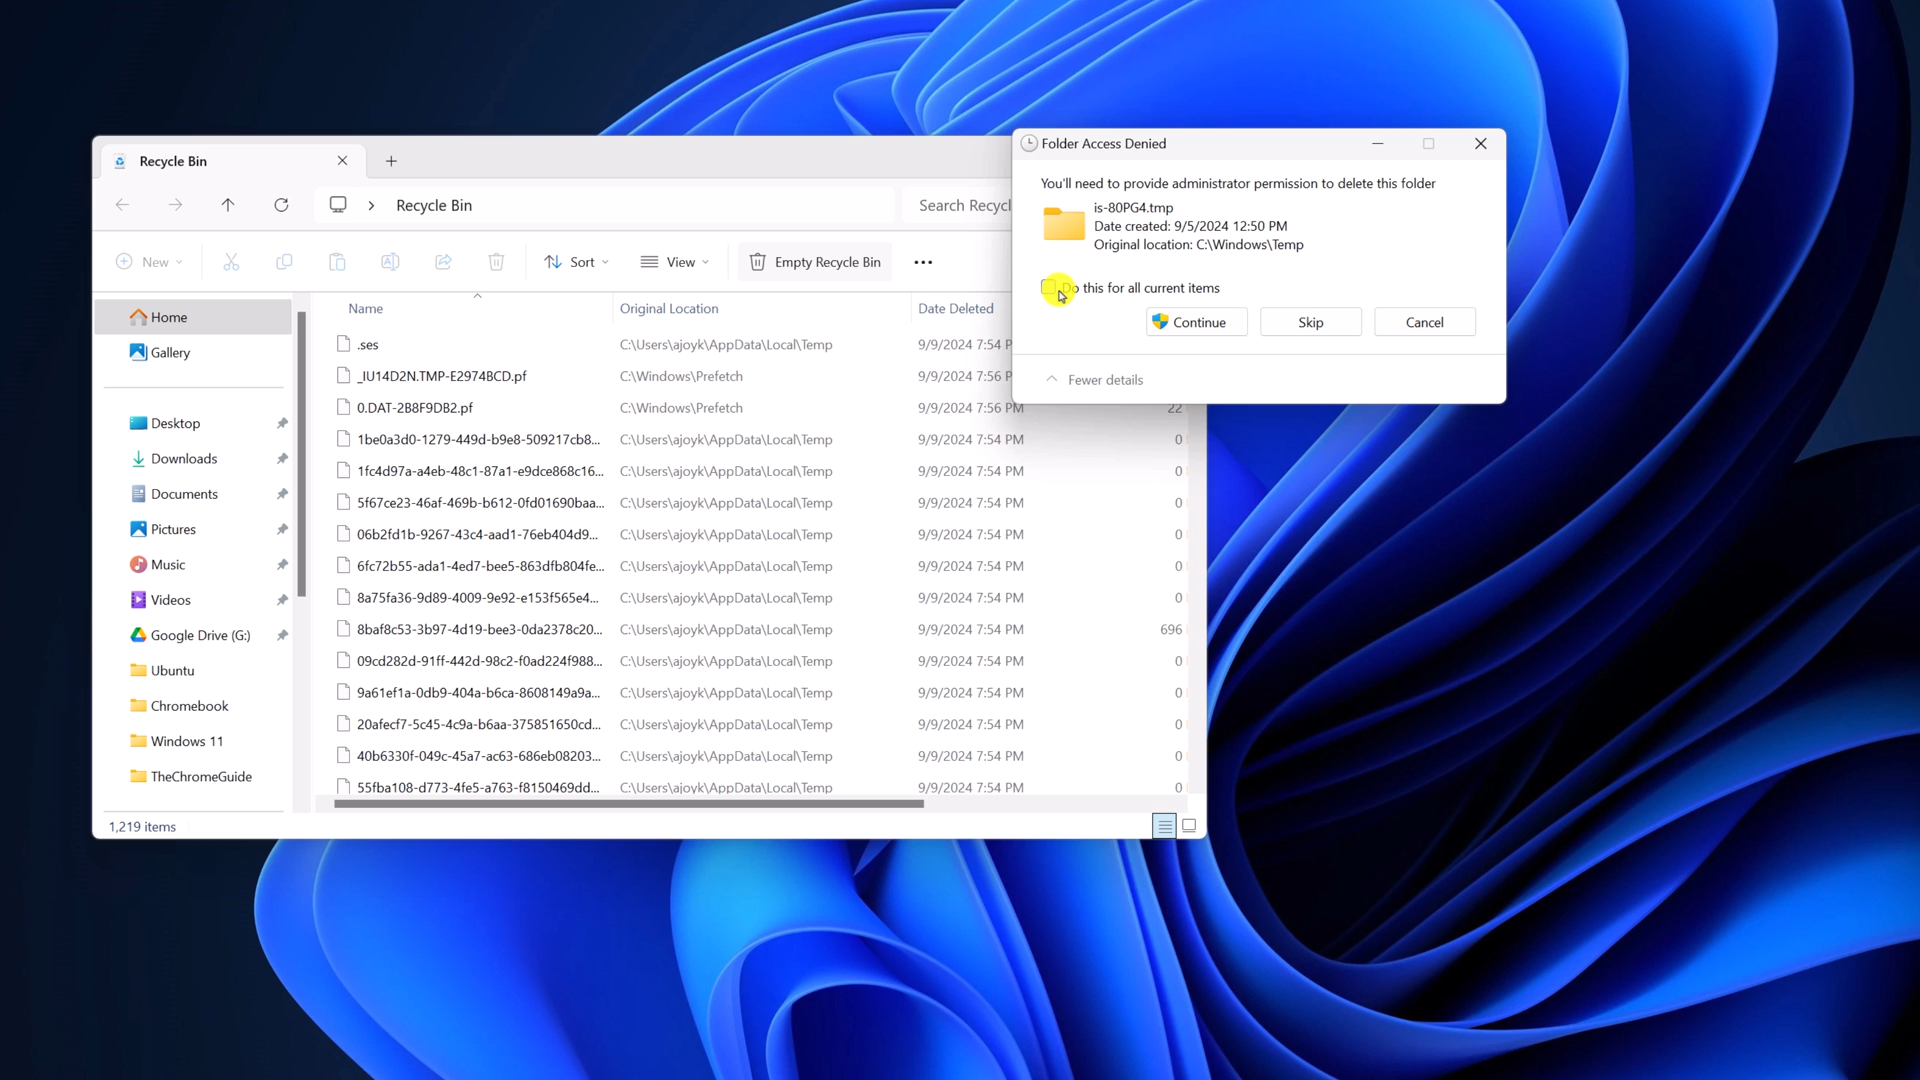 Recycle Bin
Recycle Bin
Search Recycl
New
Sort
View
Empty Recycle Bin
Home
Gallery
Desktop
Downloads
Documents
Pictures
Music
Videos
Google Drive (G:)
Ubuntu
Chromebook
Windows 11
TheChromeGuide
Name Original Location Date Deleted
.ses C:\Users\ajoyk\AppData\Local\Temp 9/9/2024 7:54 P
_IU14D2N.TMP-E2974BCD.pf C:\Windows\Prefetch 9/9/2024 7:56 P
0.DAT-2B8F9DB2.pf C:\Windows\Prefetch 9/9/2024 7:56 PM 22
1be0a3d0-1279-449d-b9e8-509217cb8... C:\Users\ajoyk\AppData\Local\Temp 9/9/2024 7:54 PM 0
1fc4d97a-a4eb-48c1-87a1-e9dce868c16... C:\Users\ajoyk\AppData\Local\Temp 9/9/2024 7:54 PM 0
5f67ce23-46af-469b-b612-0fd01690baa... C:\Users\ajoyk\AppData\Local\Temp 9/9/2024 7:54 PM 0
06b2fd1b-9267-43c4-aad1-76eb404d9... C:\Users\ajoyk\AppData\Local\Temp 9/9/2024 7:54 PM 0
6fc72b55-ada1-4ed7-bee5-863dfb804fe... C:\Users\ajoyk\AppData\Local\Temp 9/9/2024 7:54 PM 0
8a75fa36-9d89-4009-9e92-e153f565e4... C:\Users\ajoyk\AppData\Local\Temp 9/9/2024 7:54 PM 0
8baf8c53-3b97-4d19-bee3-0da2378c20... C:\Users\ajoyk\AppData\Local\Temp 9/9/2024 7:54 PM 696
09cd282d-91ff-442d-98c2-f0ad224f988... C:\Users\ajoyk\AppData\Local\Temp 9/9/2024 7:54 PM 0
9a61ef1a-0db9-404a-b6ca-8608149a9a... C:\Users\ajoyk\AppData\Local\Temp 9/9/2024 7:54 PM 0
20afecf7-5c45-4c9a-b6aa-375851650cd... C:\Users\ajoyk\AppData\Local\Temp 9/9/2024 7:54 PM 0
40b6330f-049c-45a7-ac63-686eb08203... C:\Users\ajoyk\AppData\Local\Temp 9/9/2024 7:54 PM 0
55fba108-d773-4fe5-a763-f8150469dd... C:\Users\ajoyk\AppData\Local\Temp 9/9/2024 7:54 PM 0
1,219 items
Folder Access Denied
You'll need to provide administrator permission to delete this folder
is-80PG4.tmp
Date created: 9/5/2024 12:50 PM
Original location: C:\Windows\Temp
Do this for all current items
Continue
Skip
Cancel
Fewer details